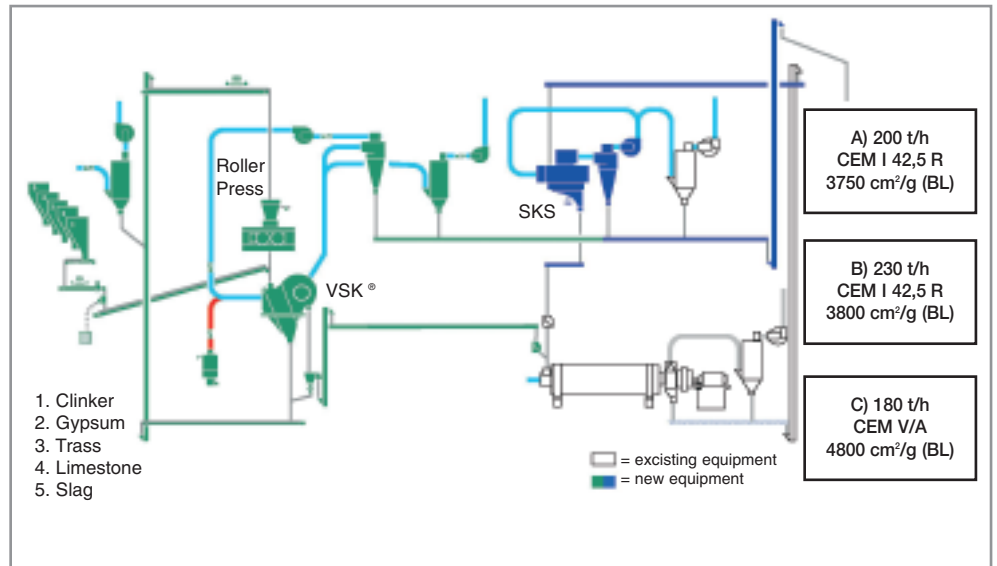 Roller
Press
VSK ®
SKS
A) 200 t/h
CEM I 42,5 R
3750 cm²/g (BL)
B) 230 t/h
CEM I 42,5 R
3800 cm²/g (BL)
C) 180 t/h
CEM V/A
4800 cm²/g (BL)
1. Clinker
2. Gypsum
3. Trass
4. Limestone
5. Slag
= excisting equipment
= new equipment